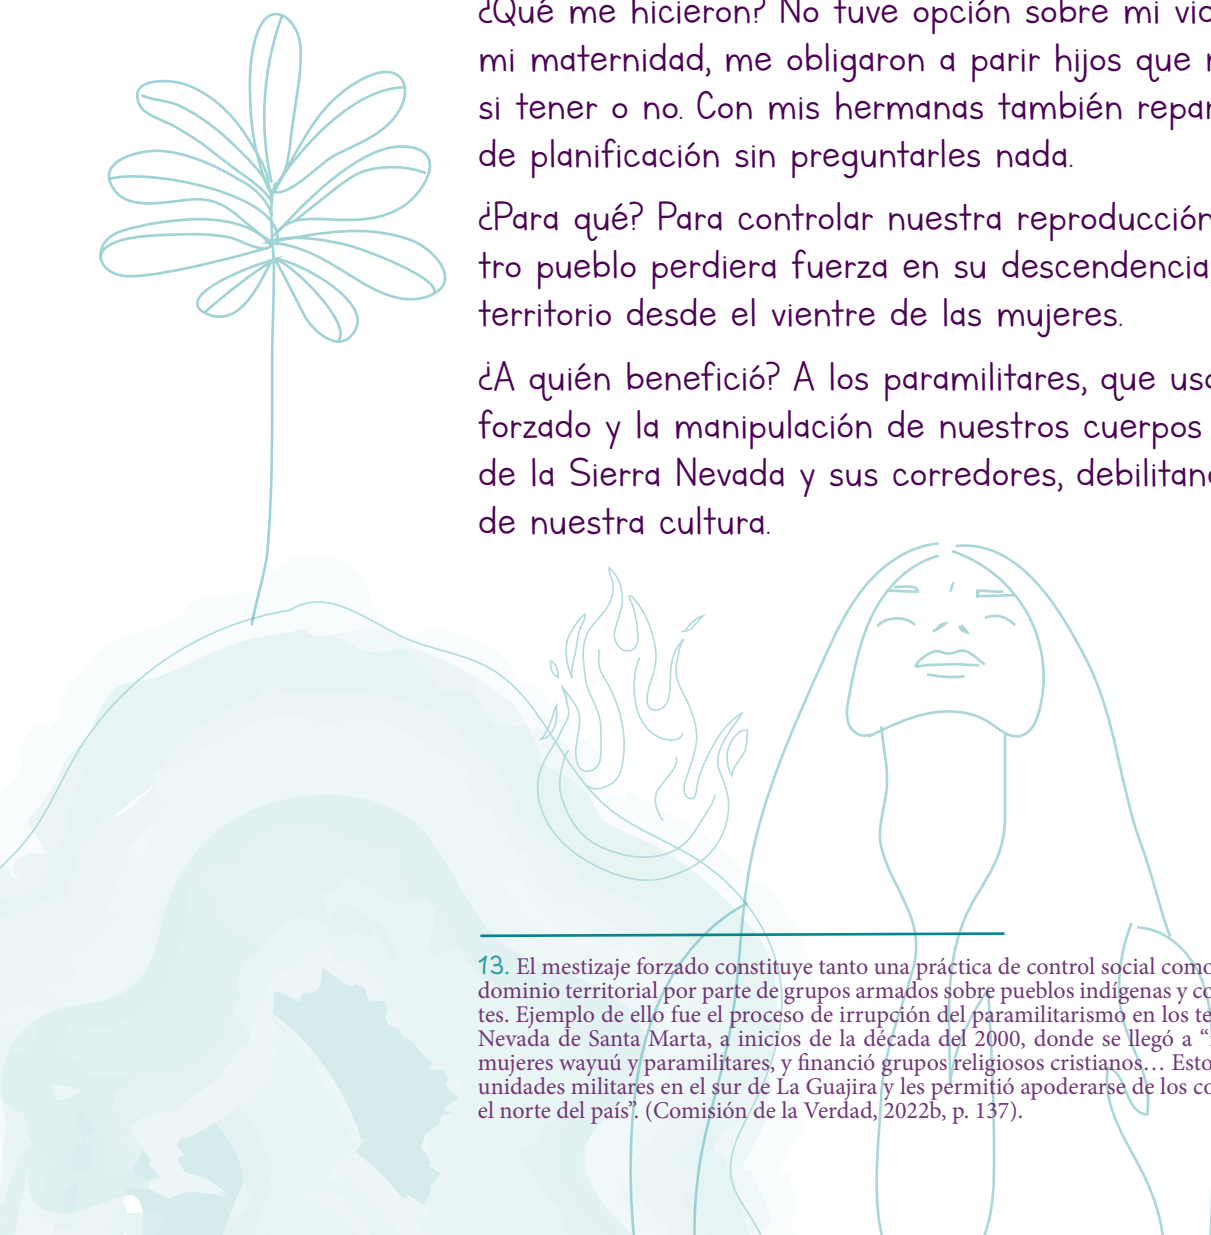 ¿Qué me hicieron? No tuve opción sobre mi
mi maternidad, me obligaron a parir hijos que
si tener o no. Con mis hermanas también
de planificación sin preguntarles nada.
¿Para qué? Para controlar nuestra reproducción
tro pueblo perdiera fuerza en su descendencia,
territorio desde el vientre de las mujeres.
¿A quién benefició? A los paramilitares, que
forzado y la manipulación de nuestros cuerpos
de la Sierra Nevada y sus corredores,
de nuestra cultura.
13. El mestizaje forzado constituye tanto una práctica de control social como
dominio territorial por parte de grupos armados sobre pueblos indígenas y
tes. Ejemplo de ello fue el proceso de irrupción del paramilitarismo en los
Nevada de Santa Marta, a inicios de la década del 2000, donde se llegó a
mujeres wayuú y paramilitares, y financió grupos religiosos cristianos… Esto
unidades militares en el sur de La Guajira y les permitió apoderarse de los
el norte del país”. (Comisión de la Verdad, 2022b, p. 137).